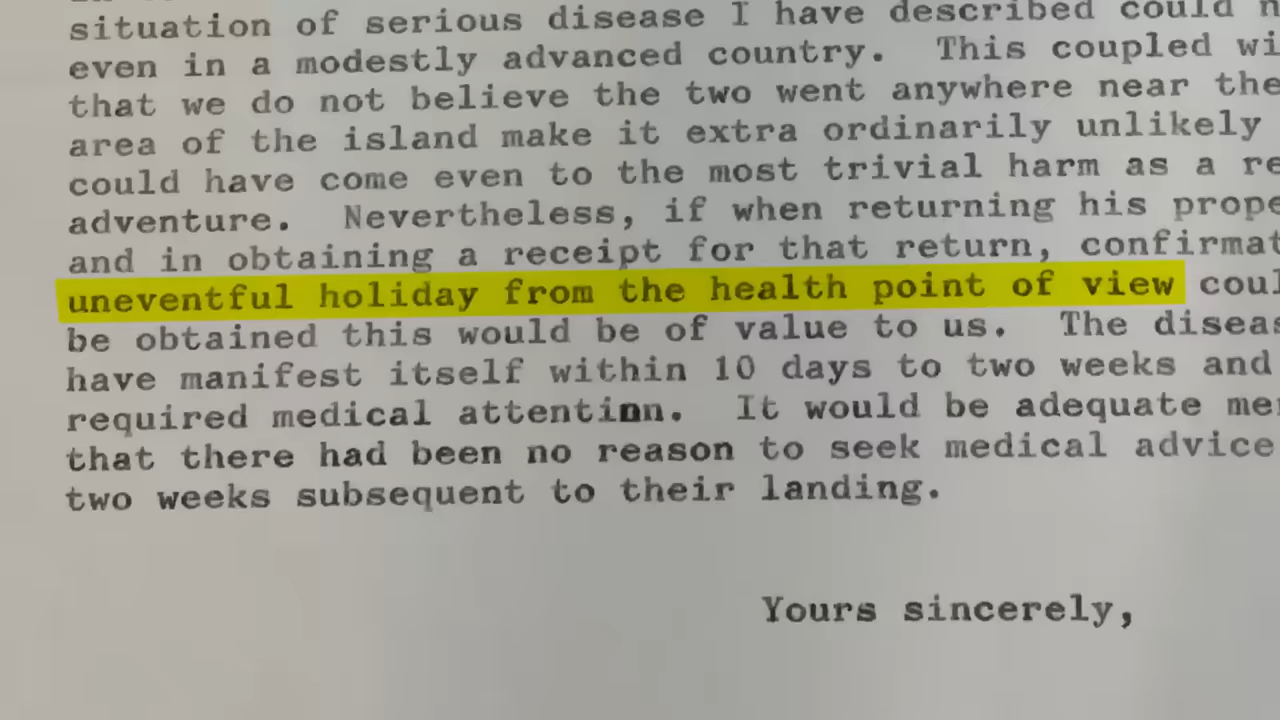 situation of serious disease I have described could
even in a modestly advanced country. This coupled
that we do not believe the two went anywhere near the
area of the island make it extra ordinarily unlikely
could have come even to the most trivial harm as a
adventure. Nevertheless, if when returning his
and in obtaining a receipt for that return,
uneventful holiday from the health point of view
be obtained this would be of value to us. The
have manifest itself within 10 days to two weeks and
required medical attention. It would be adequate
that there had been no reason to seek medical advice
two weeks subsequent to their landing.
Yours sincerely,